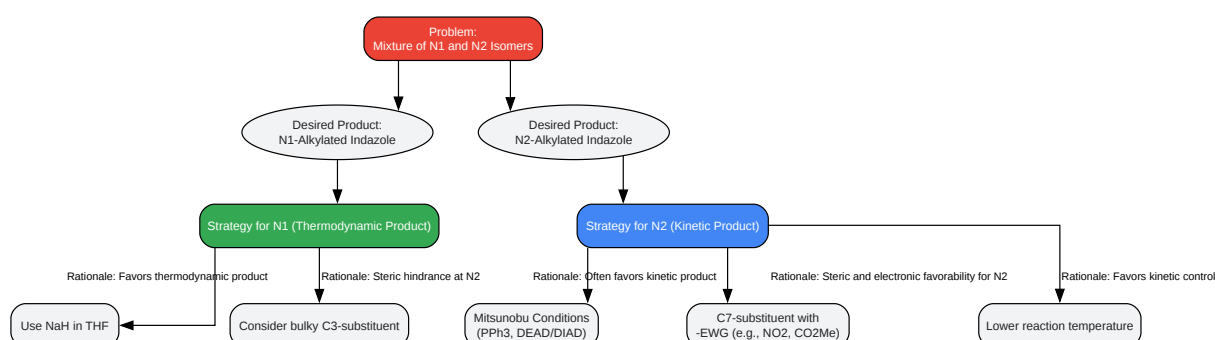 Problem:
Mixture of N1 and N2 Isomers
Desired Product:
N1-Alkylated Indazole
Desired Product:
N2-Alkylated Indazole
Strategy for N1 (Thermodynamic Product)
Strategy for N2 (Kinetic Product)
Rationale: Favors thermodynamic product
Rationale: Steric hindrance at N2
Rationale: Often favors kinetic product
Rationale: Steric and electronic favorability for N2
Rationale: Favors kinetic control
Use NaH in THF
Consider bulky C3-substituent
Mitsunobu Conditions
(PPh3, DEAD/DIAD)
C7-substituent with
-EWG (e.g., NO2, CO2Me)
Lower reaction temperature